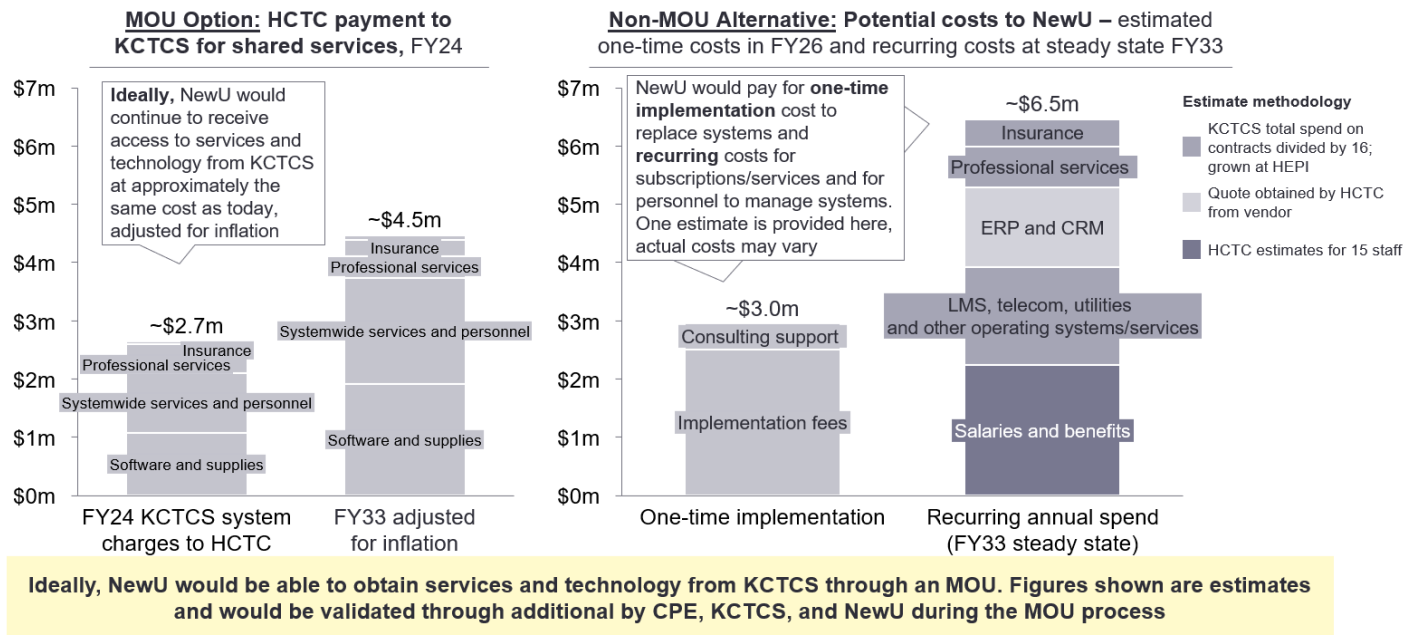 MOU Option: HCTC payment to
KCTCS for shared services, FY24
$7m
$6m
$5m
$4m
$3m
$2m
$1m
$0m
Ideally, NewU would
continue to receive
access to services and
technology from KCTCS
at approximately the
same cost as today,
adjusted for inflation
~$2.7m
Insurance
Professional services
Systemwide services and personnel
Software and supplies
FY24 KCTCS system
charges to HCTC
~$4.5m
Insurance
Professional services
Systemwide services and personnel
Software and supplies
FY33 adjusted
for inflation
Non-MOU Alternative: Potential costs to NewU – estimated
one-time costs in FY26 and recurring costs at steady state FY33
$7m
$6m
$5m
$4m
$3m
$2m
$1m
$0m
NewU would pay for one-time
implementation cost to
replace systems and
recurring costs for
subscriptions/services and for
personnel to manage systems.
One estimate is provided here,
actual costs may vary
~$3.0m
Consulting support
Implementation fees
One-time implementation
~$6.5m
Insurance
Professional services
ERP and CRM
LMS, telecom, utilities
and other operating systems/services
Salaries and benefits
Recurring annual spend
(FY33 steady state)
Estimate methodology
KCTCS total spend on
contracts divided by 16;
grown at HEPI
Quote obtained by HCTC
from vendor
HCTC estimates for 15 staff
Ideally, NewU would be able to obtain services and technology from KCTCS through an MOU. Figures shown are estimates
and would be validated through additional by CPE, KCTCS, and NewU during the MOU process